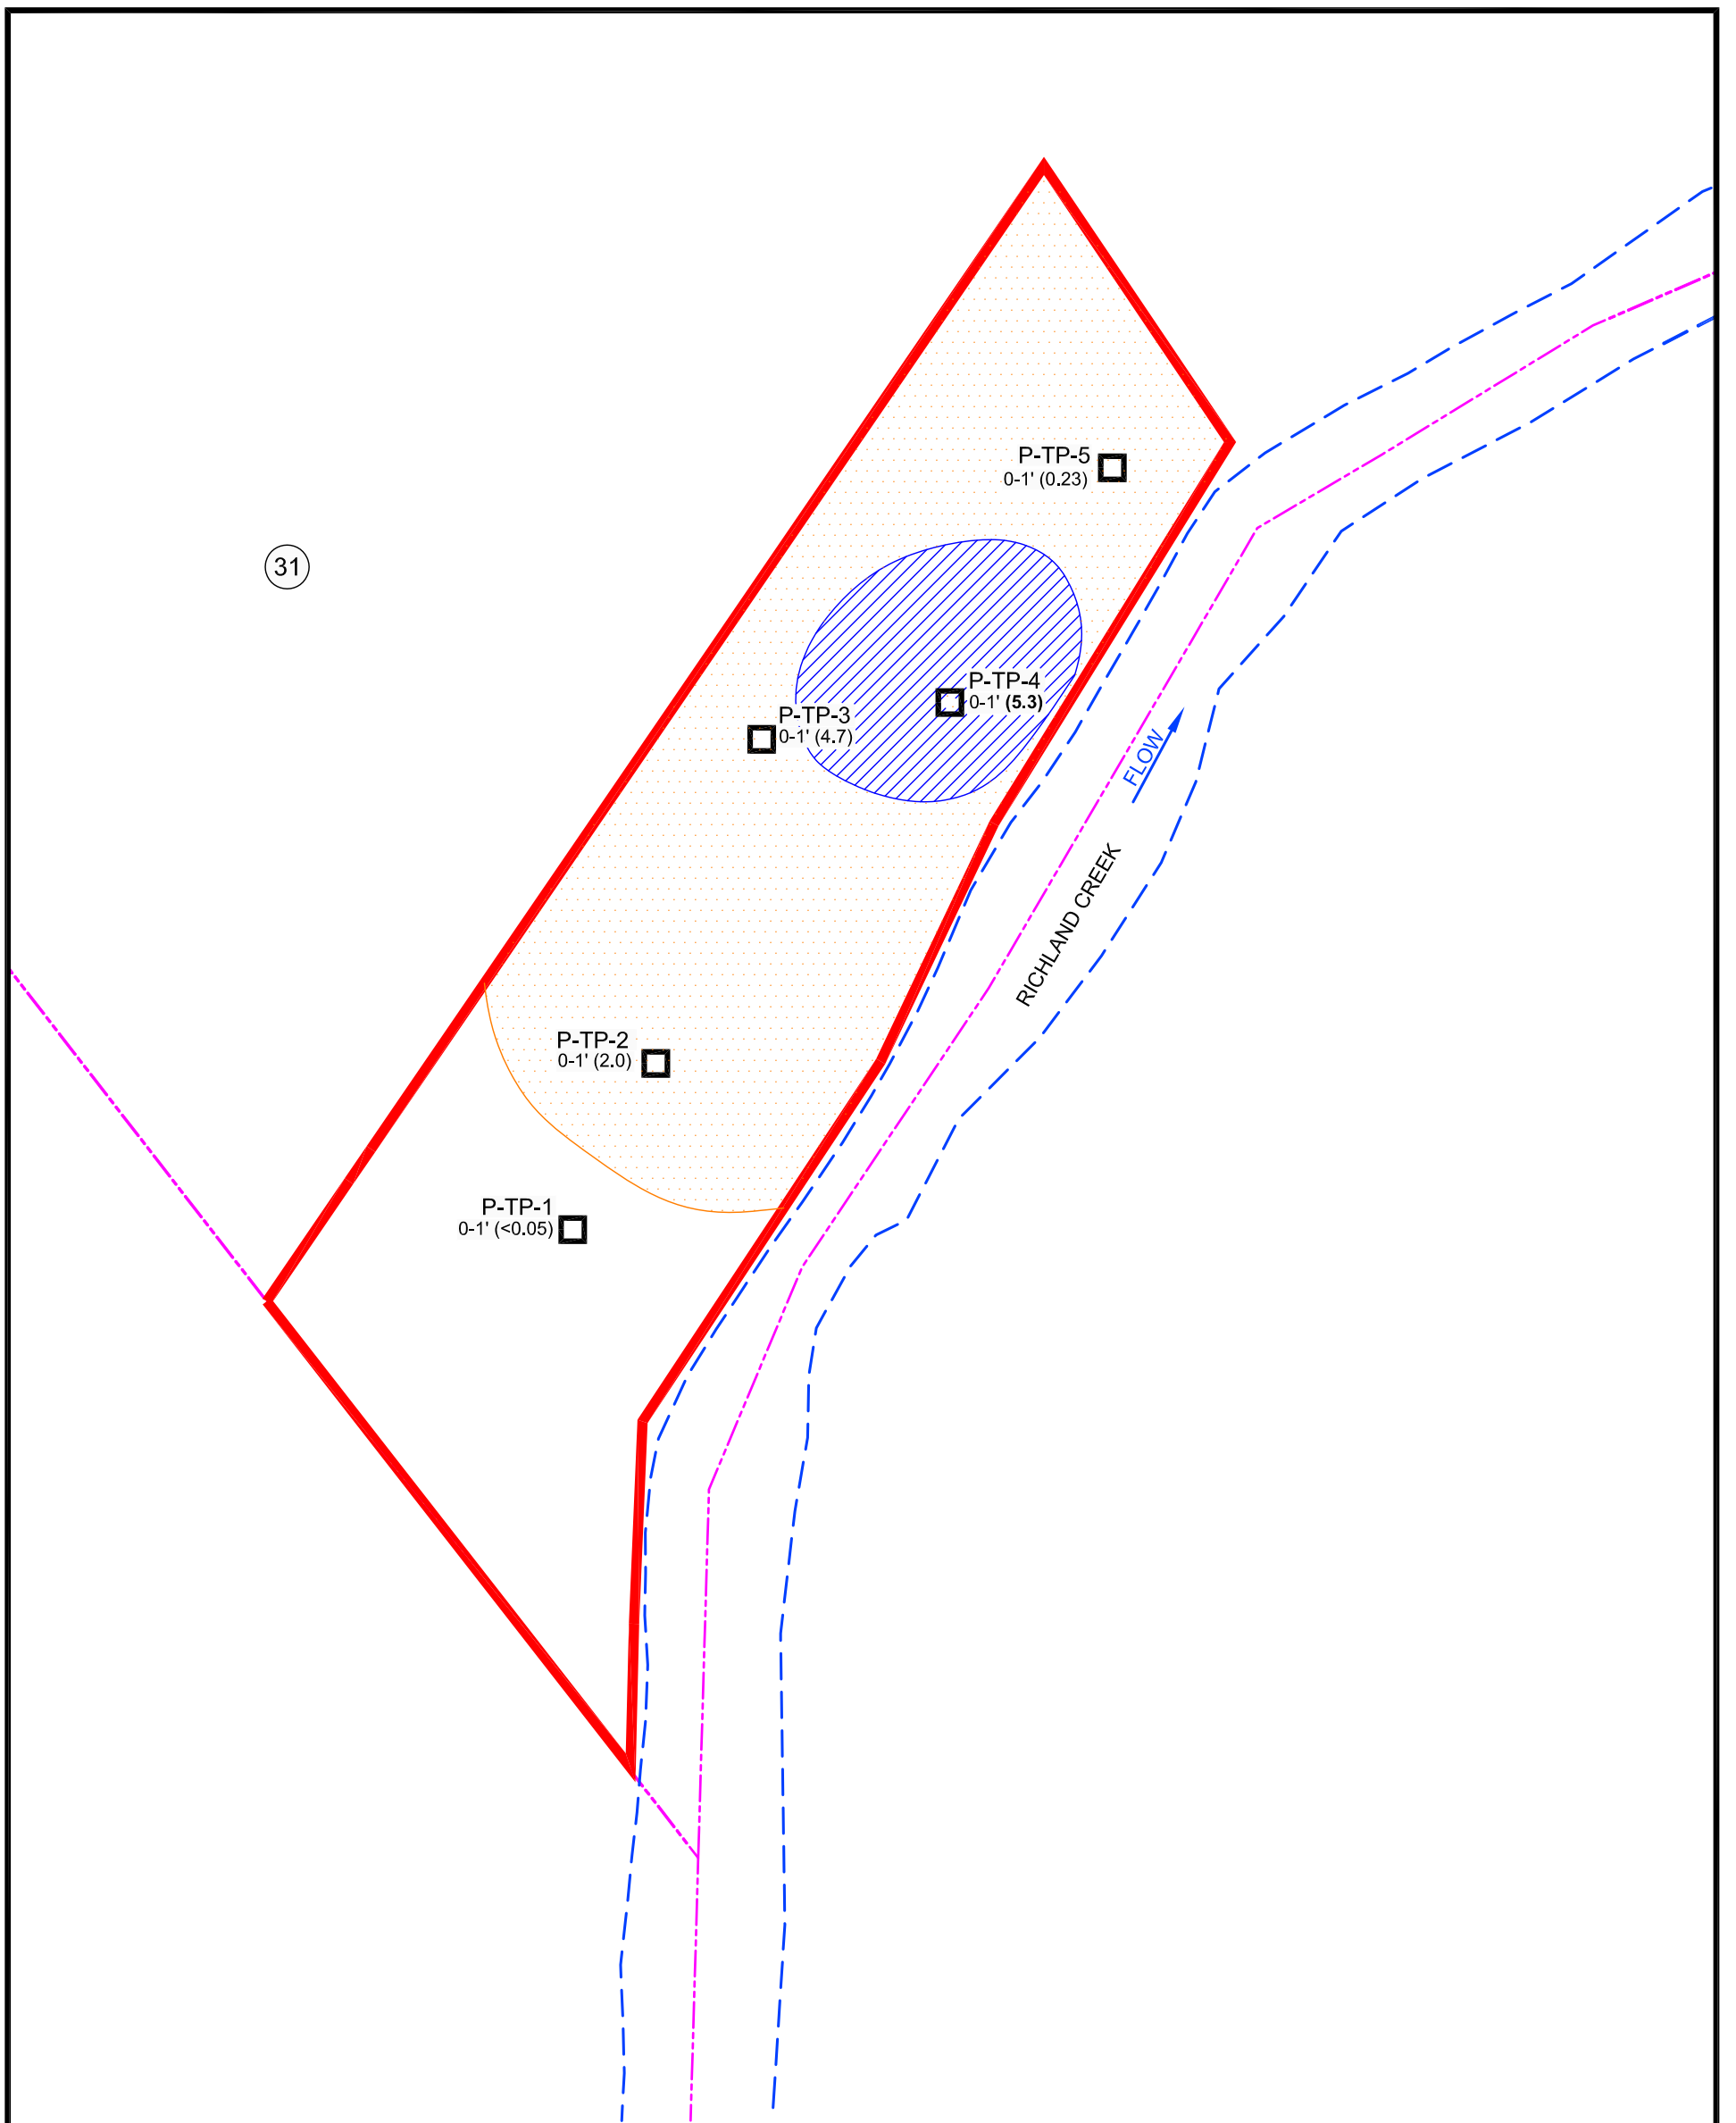 P-TP-5
0-1' (0.23)
31
P-TP-4
0-1' (5.3)
P-TP-3
0-1' (4.7)
FLOW
RICHLAND CREEK
P-TP-2
0-1' (2.0)
P-TP-1
0-1' (<0.05)